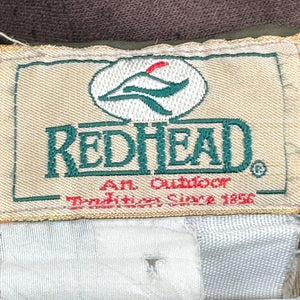 REDHEAD®
An Outdoor
Tradition Since 1856